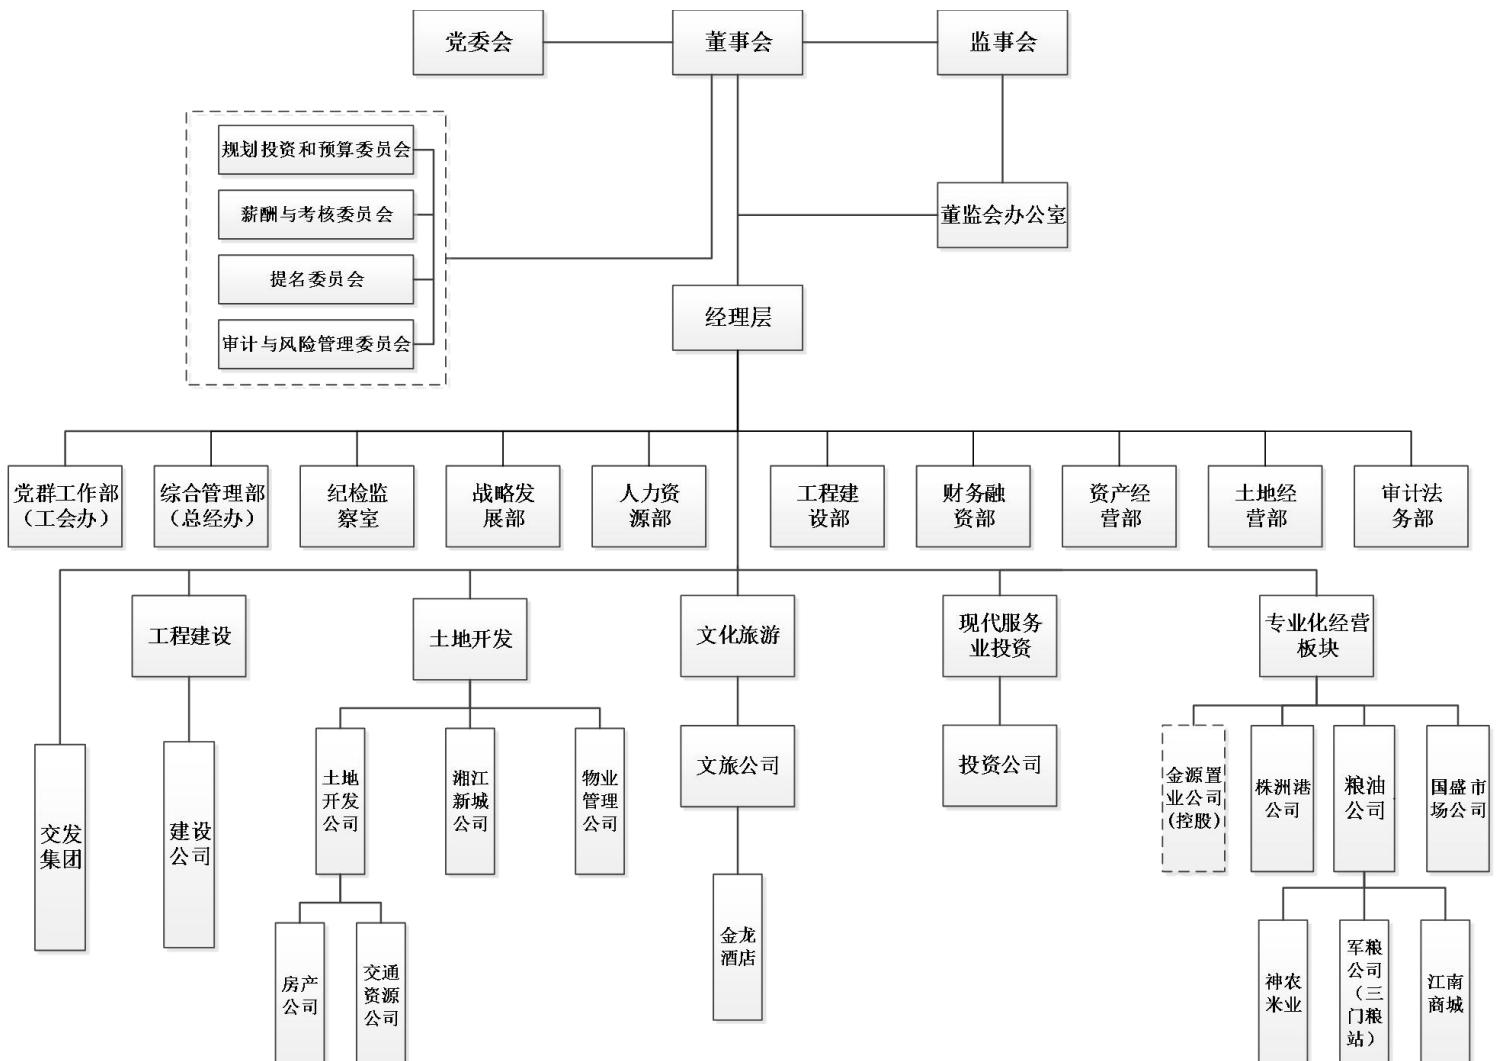 党委会
董事会
监事会
规划投资和预算委员会
薪酬与考核委员会
提名委员会
审计与风险管理委员会
董监会办公室
经理层
党群工作部
（工会办）
综合管理部
（总经办）
纪检监
察室
战略发
展部
人力资
源部
工程建
设部
财务融
资部
资产经
营部
土地经
营部
审计法
务部
工程建设
土地开发
文化旅游
现代服务
业投资
专业化经营
板块
交发
集团
建设
公司
土地
开发
公司
湘江
新城
公司
物业
管理
公司
文旅公司
投资公司
金源置
业公司
(控股)
株洲港
公司
粮油
公司
国盛市
场公司
房产
公司
交通
资源
公司
金龙
酒店
神农
米业
军粮
公司
（三
门粮
站）
江南
商城